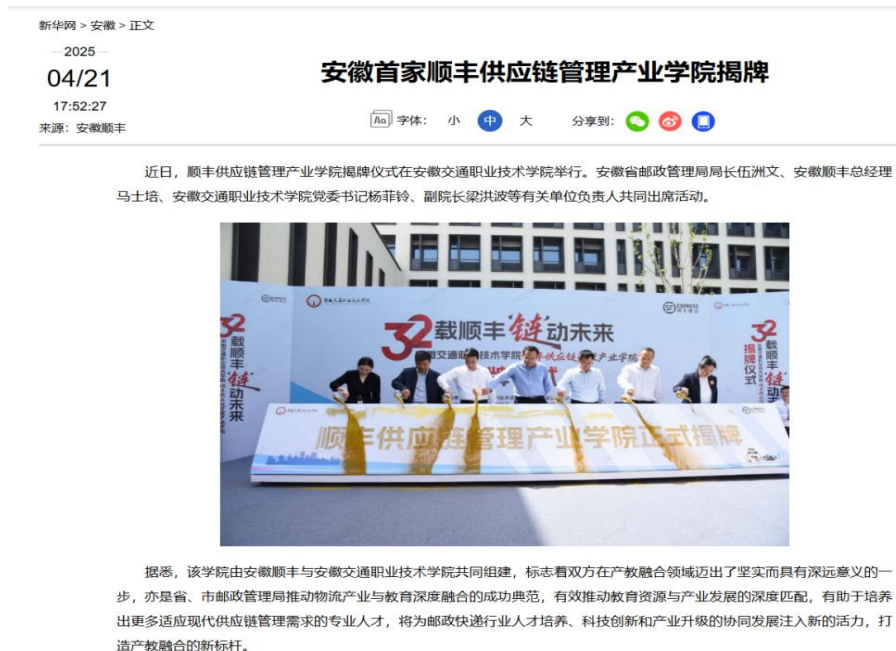 新华网 > 安徽 > 正文
2025
04/21
17:52:27
来源：安徽顺丰
安徽首家顺丰供应链管理产业学院揭牌
Aa 字体： 小 中 大 分享到：
近日，顺丰供应链管理产业学院揭牌仪式在安徽交通职业技术学院举行。安徽省邮政管理局局长伍洲文、安徽顺丰总经理
马士培、安徽交通职业技术学院党委书记杨菲铃、副院长梁洪波等有关单位负责人共同出席活动。
32载顺丰 '链'动未来
32载顺丰链动未来
揭牌仪式
顺丰供应链管理产业学院正式揭牌
据悉，该学院由安徽顺丰与安徽交通职业技术学院共同组建，标志着双方在产教融合领域迈出了坚实而具有深远意义的一
步，亦是省、市邮政管理局推动物流产业与教育深度融合的成功典范，有效推动教育资源与产业发展的深度匹配，有助于培养
出更多适应现代供应链管理需求的专业人才，将为邮政快递行业人才培养、科技创新和产业升级的协同发展注入新的活力，打
造产教融合的新标杆。